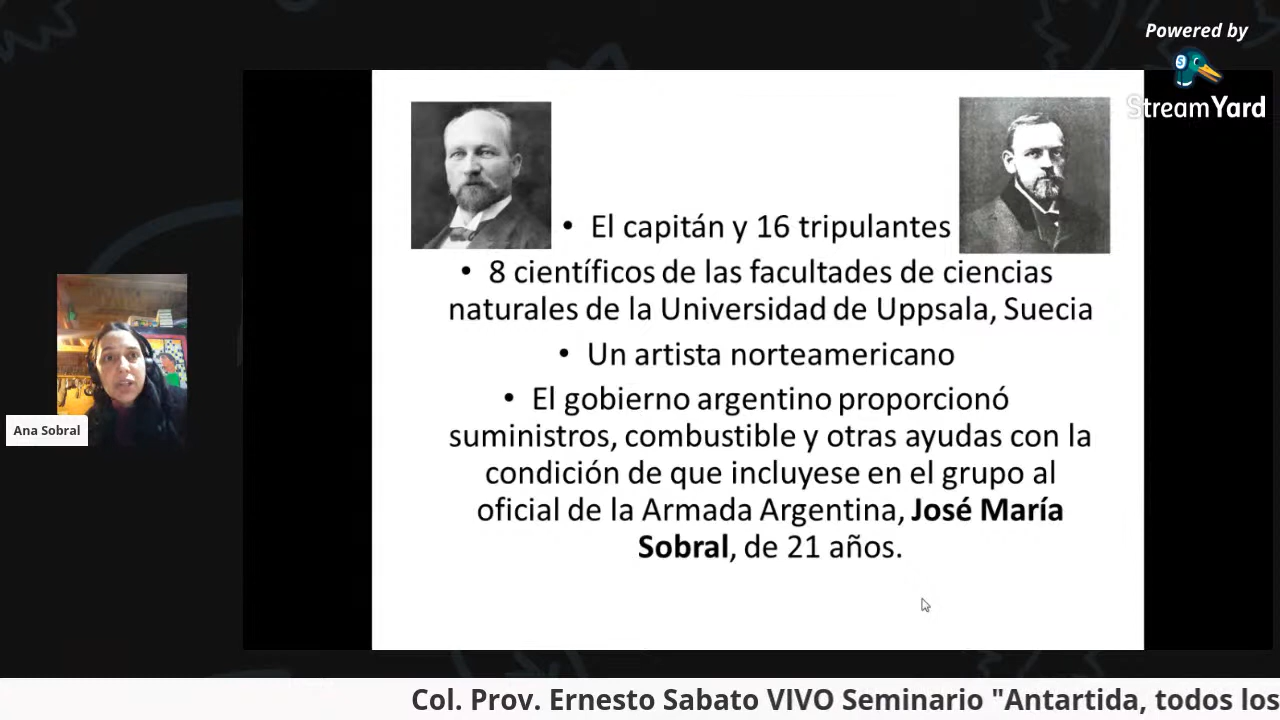 Powered by
StreamYard
• El capitán y 16 tripulantes
• 8 científicos de las facultades de ciencias
naturales de la Universidad de Uppsala, Suecia
• Un artista norteamericano
• El gobierno argentino proporcionó
suministros, combustible y otras ayudas con la
condición de que incluyese en el grupo al
oficial de la Armada Argentina, José María
Sobral, de 21 años.
Ana Sobral
Col. Prov. Ernesto Sabato VIVO Seminario "Antartida, todos los